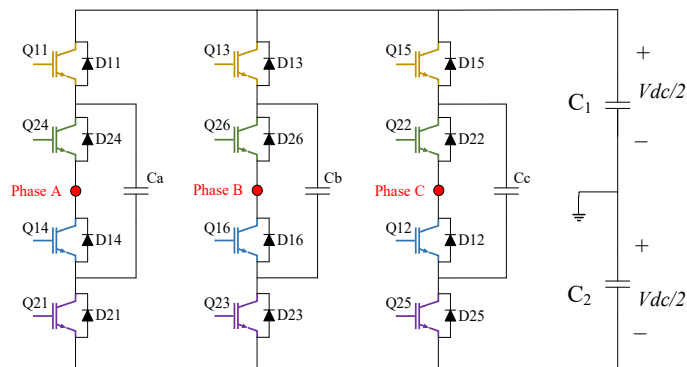 Q11
D11
Q13
D13
Q15
D15
+
Vdc/2
C1
−
Q24
D24
Q26
D26
Q22
D22
Phase A
Ca
Phase B
Cb
Phase C
Cc
Q14
D14
Q16
D16
Q12
D12
+
Vdc/2
C2
−
Q21
D21
Q23
D23
Q25
D25